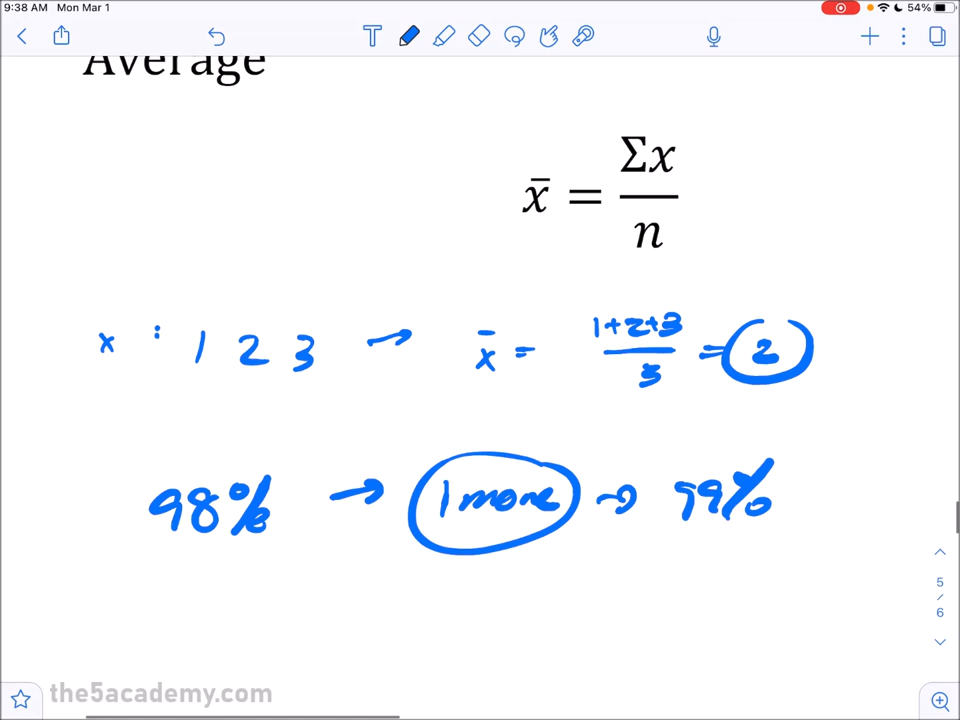 9:38 AM Mon Mar 1 54%
T
Average
x̄ = Σx / n
x : 1 2 3 → x̄ = 1+2+3 / 3 = 2
98% → 1 more → 99%
5
/
6
the5academy.com